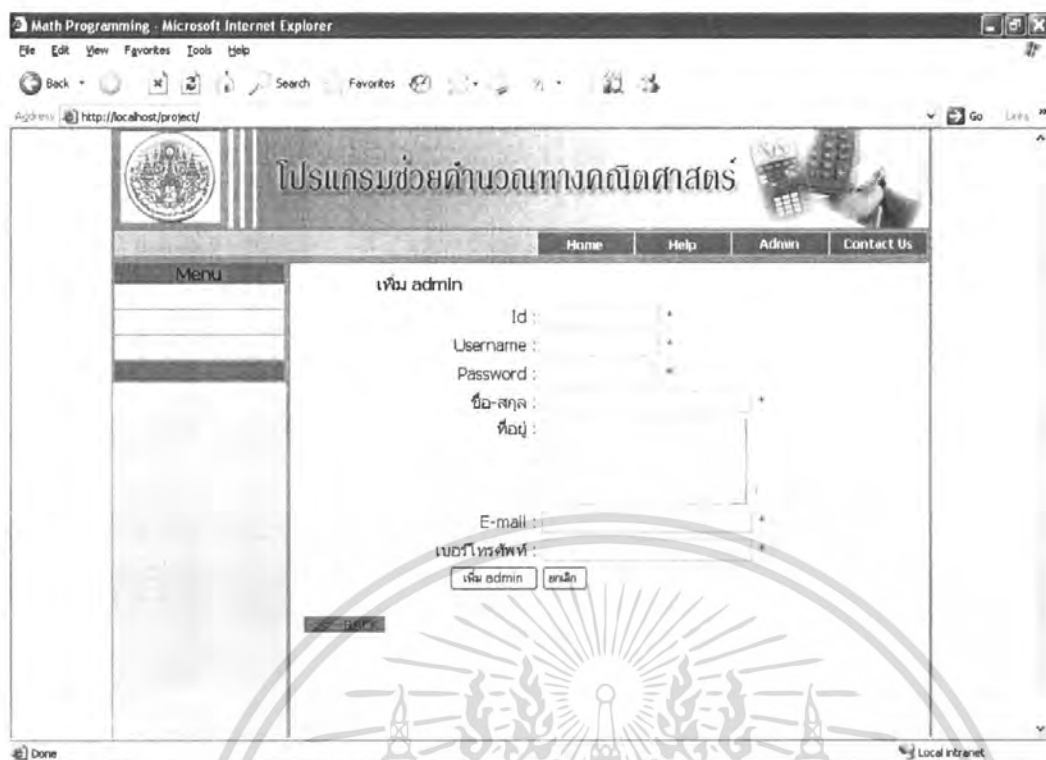 Math Programming - Microsoft Internet Explorer
File Edit View Favorites Tools Help
Back Search Favorites
Address http://localhost/project/ Go Links
โปรแกรมช่วยคำนวณทางคณิตศาสตร์
Home Help Admin Contact Us
Menu
เพิ่ม admin
Id : *
Username : *
Password : *
ชื่อ-สกุล : *
ที่อยู่ :
E-mail : *
เบอร์โทรศัพท์ : *
เพิ่ม admin ยกเลิก
BACK
Done Local intranet